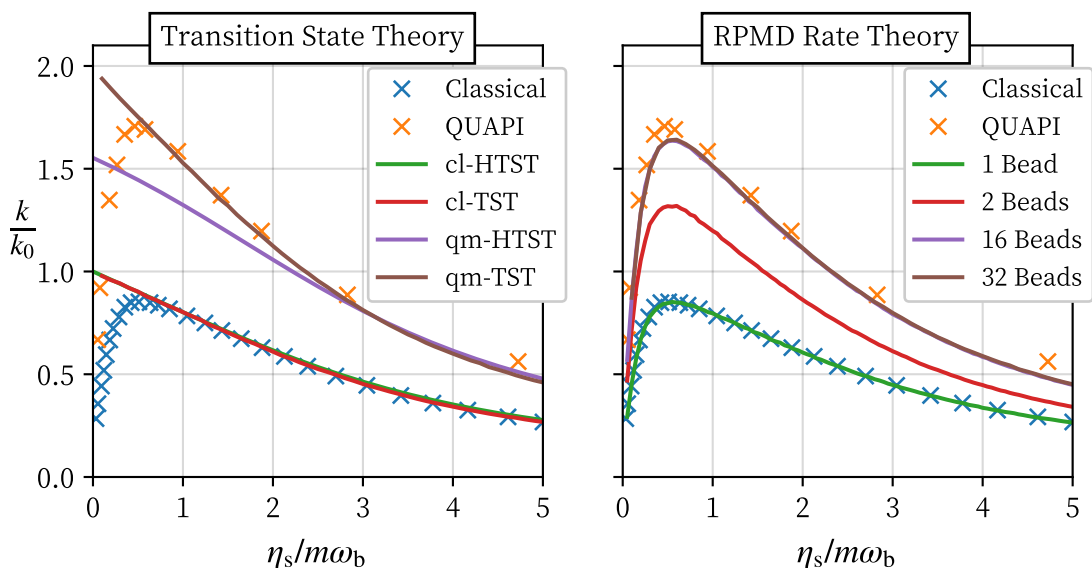 Transition State Theory
RPMD Rate Theory
k/k₀
2.0
1.5
1.0
0.5
0.0
Classical
QUAPI
cl-HTST
cl-TST
qm-HTST
qm-TST
0 1 2 3 4 5
ηₛ/mω_b
Classical
QUAPI
1 Bead
2 Beads
16 Beads
32 Beads
0 1 2 3 4 5
ηₛ/mω_b